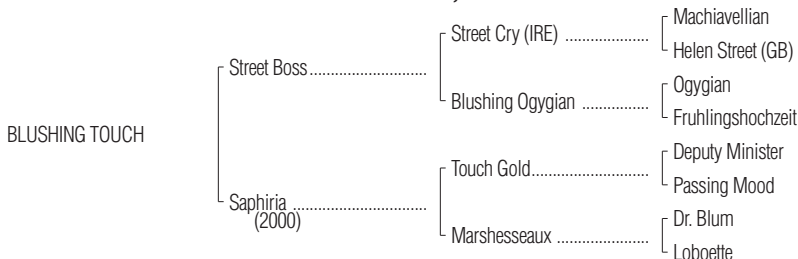 Machiavellian
Street Cry (IRE) ....................
Helen Street (GB)
Street Boss............................
Ogygian
Blushing Ogygian ................
Fruhlingshochzeit
BLUSHING TOUCH
Deputy Minister
Touch Gold............................
Passing Mood
Saphiria ................................
(2000)
Dr. Blum
Marshesseaux ......................
Loboette